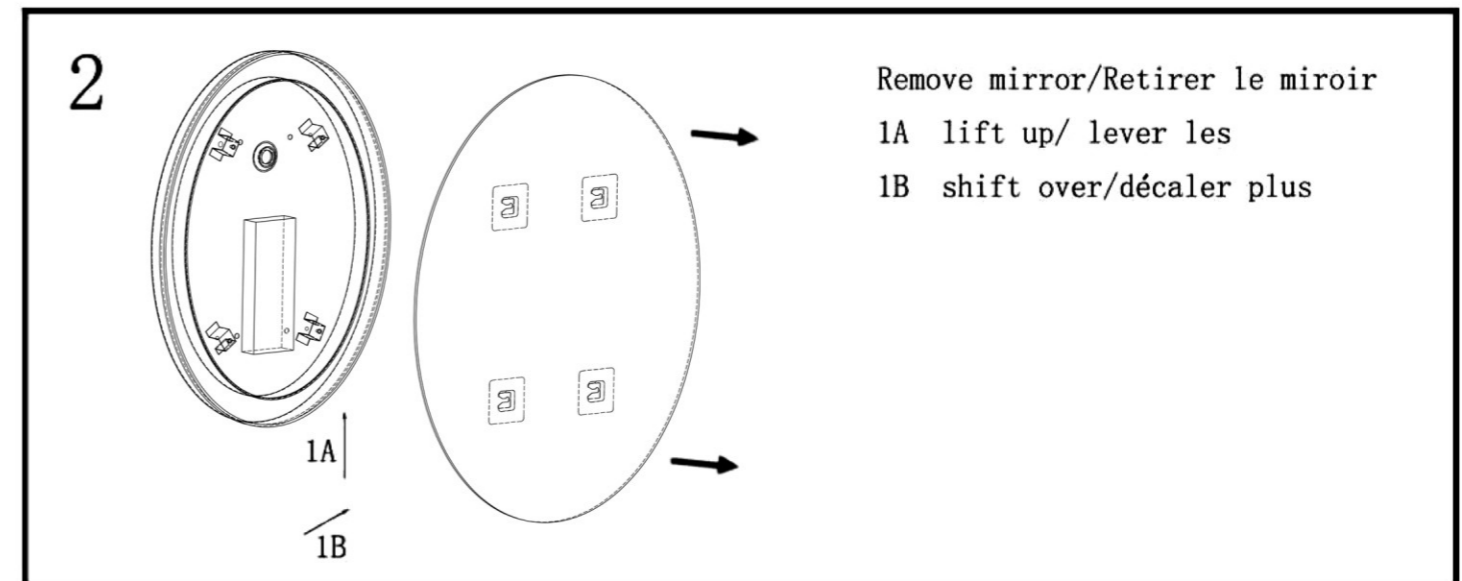 2
Remove mirror/Retirer le miroir
1A lift up/ lever les
1B shift over/décaler plus
1A
1B